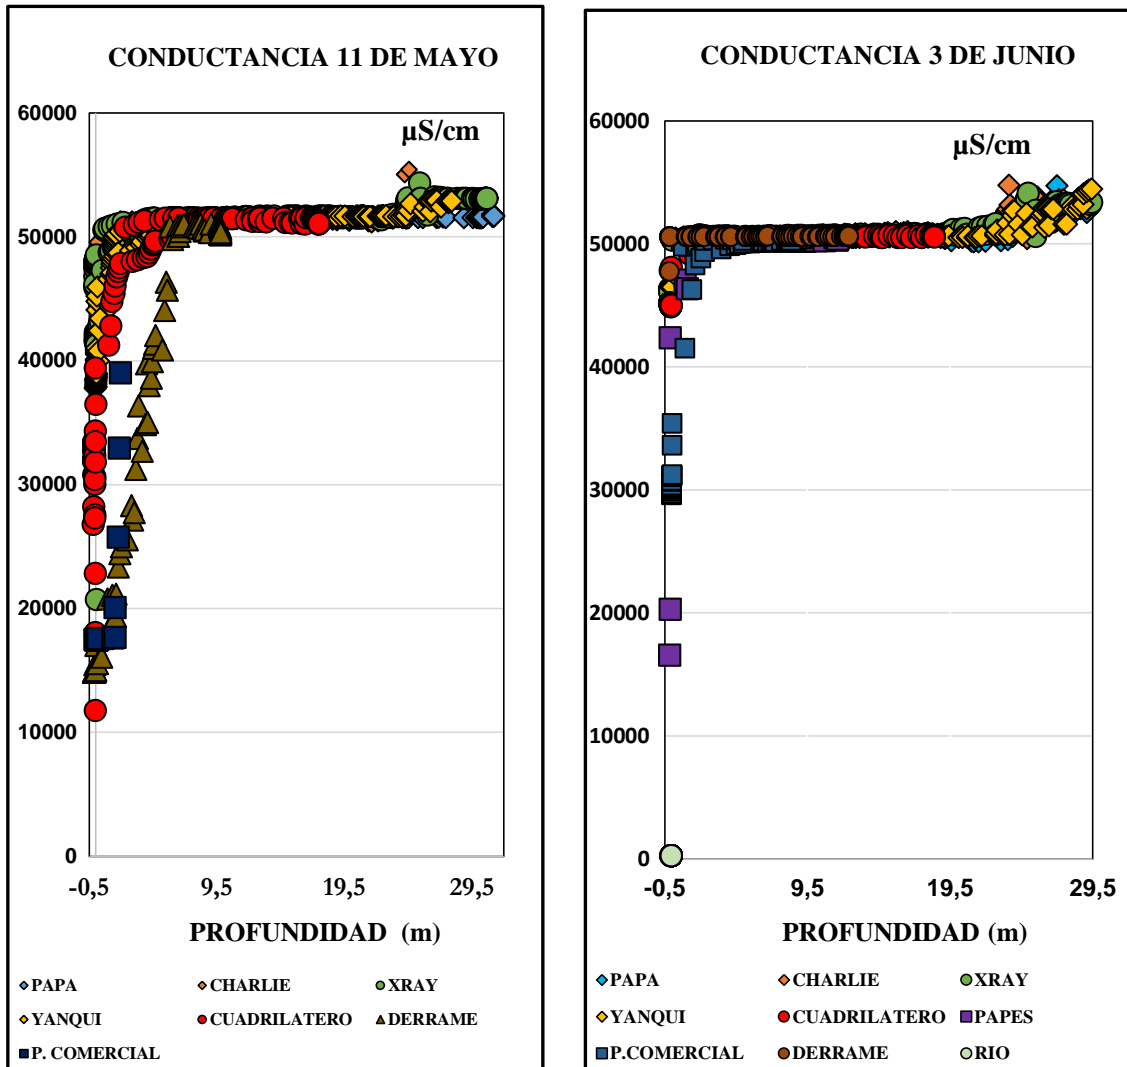 CONDUCTANCIA 11 DE MAYO
µS/cm
60000
50000
40000
30000
20000
10000
0
-0,5 9,5 19,5 29,5
PROFUNDIDAD (m)
PAPA CHARLIE XRAY
YANQUI CUADRILATERO DERRAME
P. COMERCIAL
CONDUCTANCIA 3 DE JUNIO
µS/cm
60000
50000
40000
30000
20000
10000
0
-0,5 9,5 19,5 29,5
PROFUNDIDAD (m)
PAPA CHARLIE XRAY
YANQUI CUADRILATERO PAPES
P.COMERCIAL DERRAME RIO